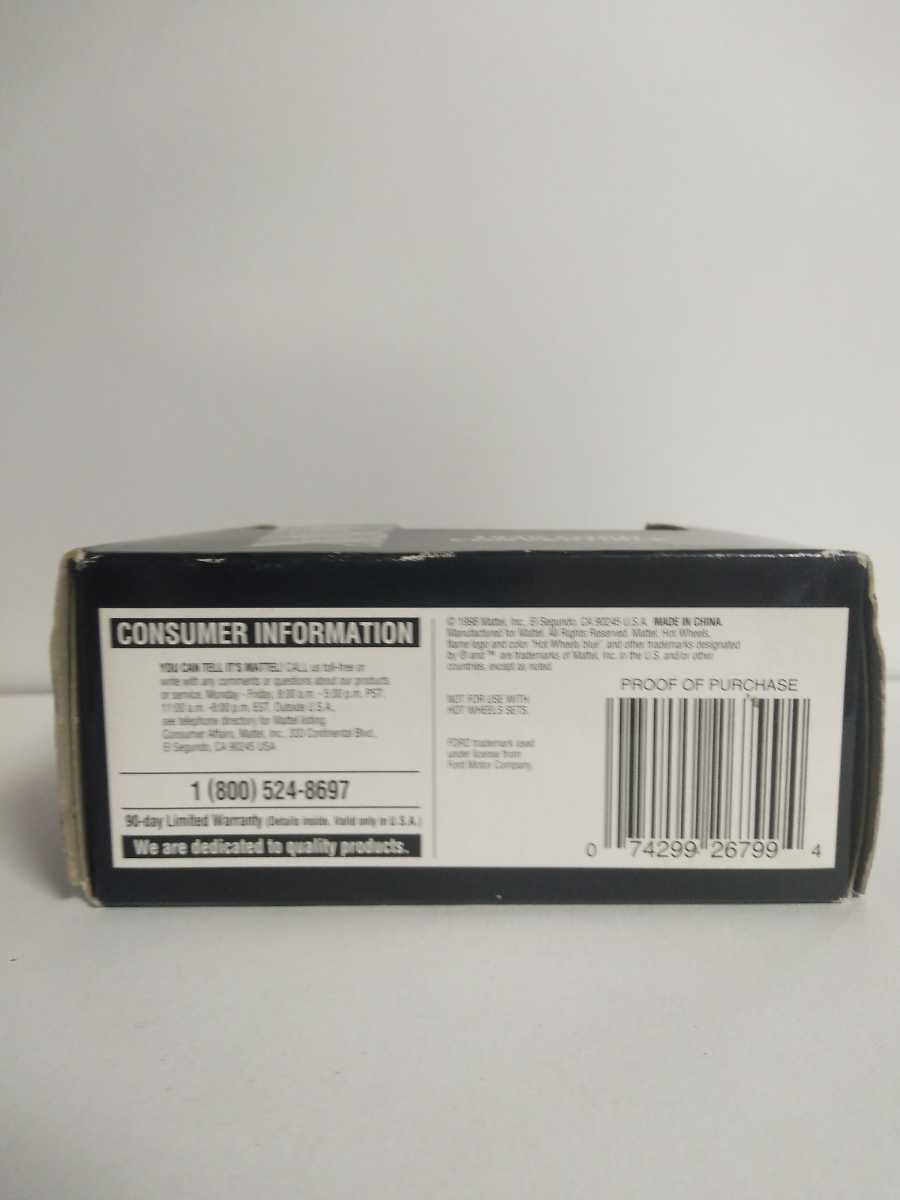 CONSUMER INFORMATION
YOU CAN TELL IT'S MATTEL! CALL us toll-free or
write with any comments or questions about our products
or service, Monday - Friday, 8:00 a.m. - 5:00 p.m. PST.
11:00 a.m. -8:00 p.m. EST. Outside U.S.A.
see telephone directory for Mattel listing.
Consumer Affairs, Mattel, Inc. 333 Continental Blvd.,
El Segundo, CA 90245 USA
1 (800) 524-8697
90-day Limited Warranty (Details inside. Valid only in U.S.A.)
We are dedicated to quality products.
© Mattel, Inc., El Segundo, CA 90245 U.S.A. MADE IN CHINA.
Manufactured for Mattel. All Rights Reserved. Mattel, Hot Wheels,
flame logo and color "Hot Wheels blue", and other trademarks designated
by ® and ™ are trademarks of Mattel, Inc. in the U.S. and/or other
countries, except as noted.
NOT FOR USE WITH
HOT WHEELS SETS.
FORD trademark used
under license from
Ford Motor Company.
PROOF OF PURCHASE
0 74299 26799 4